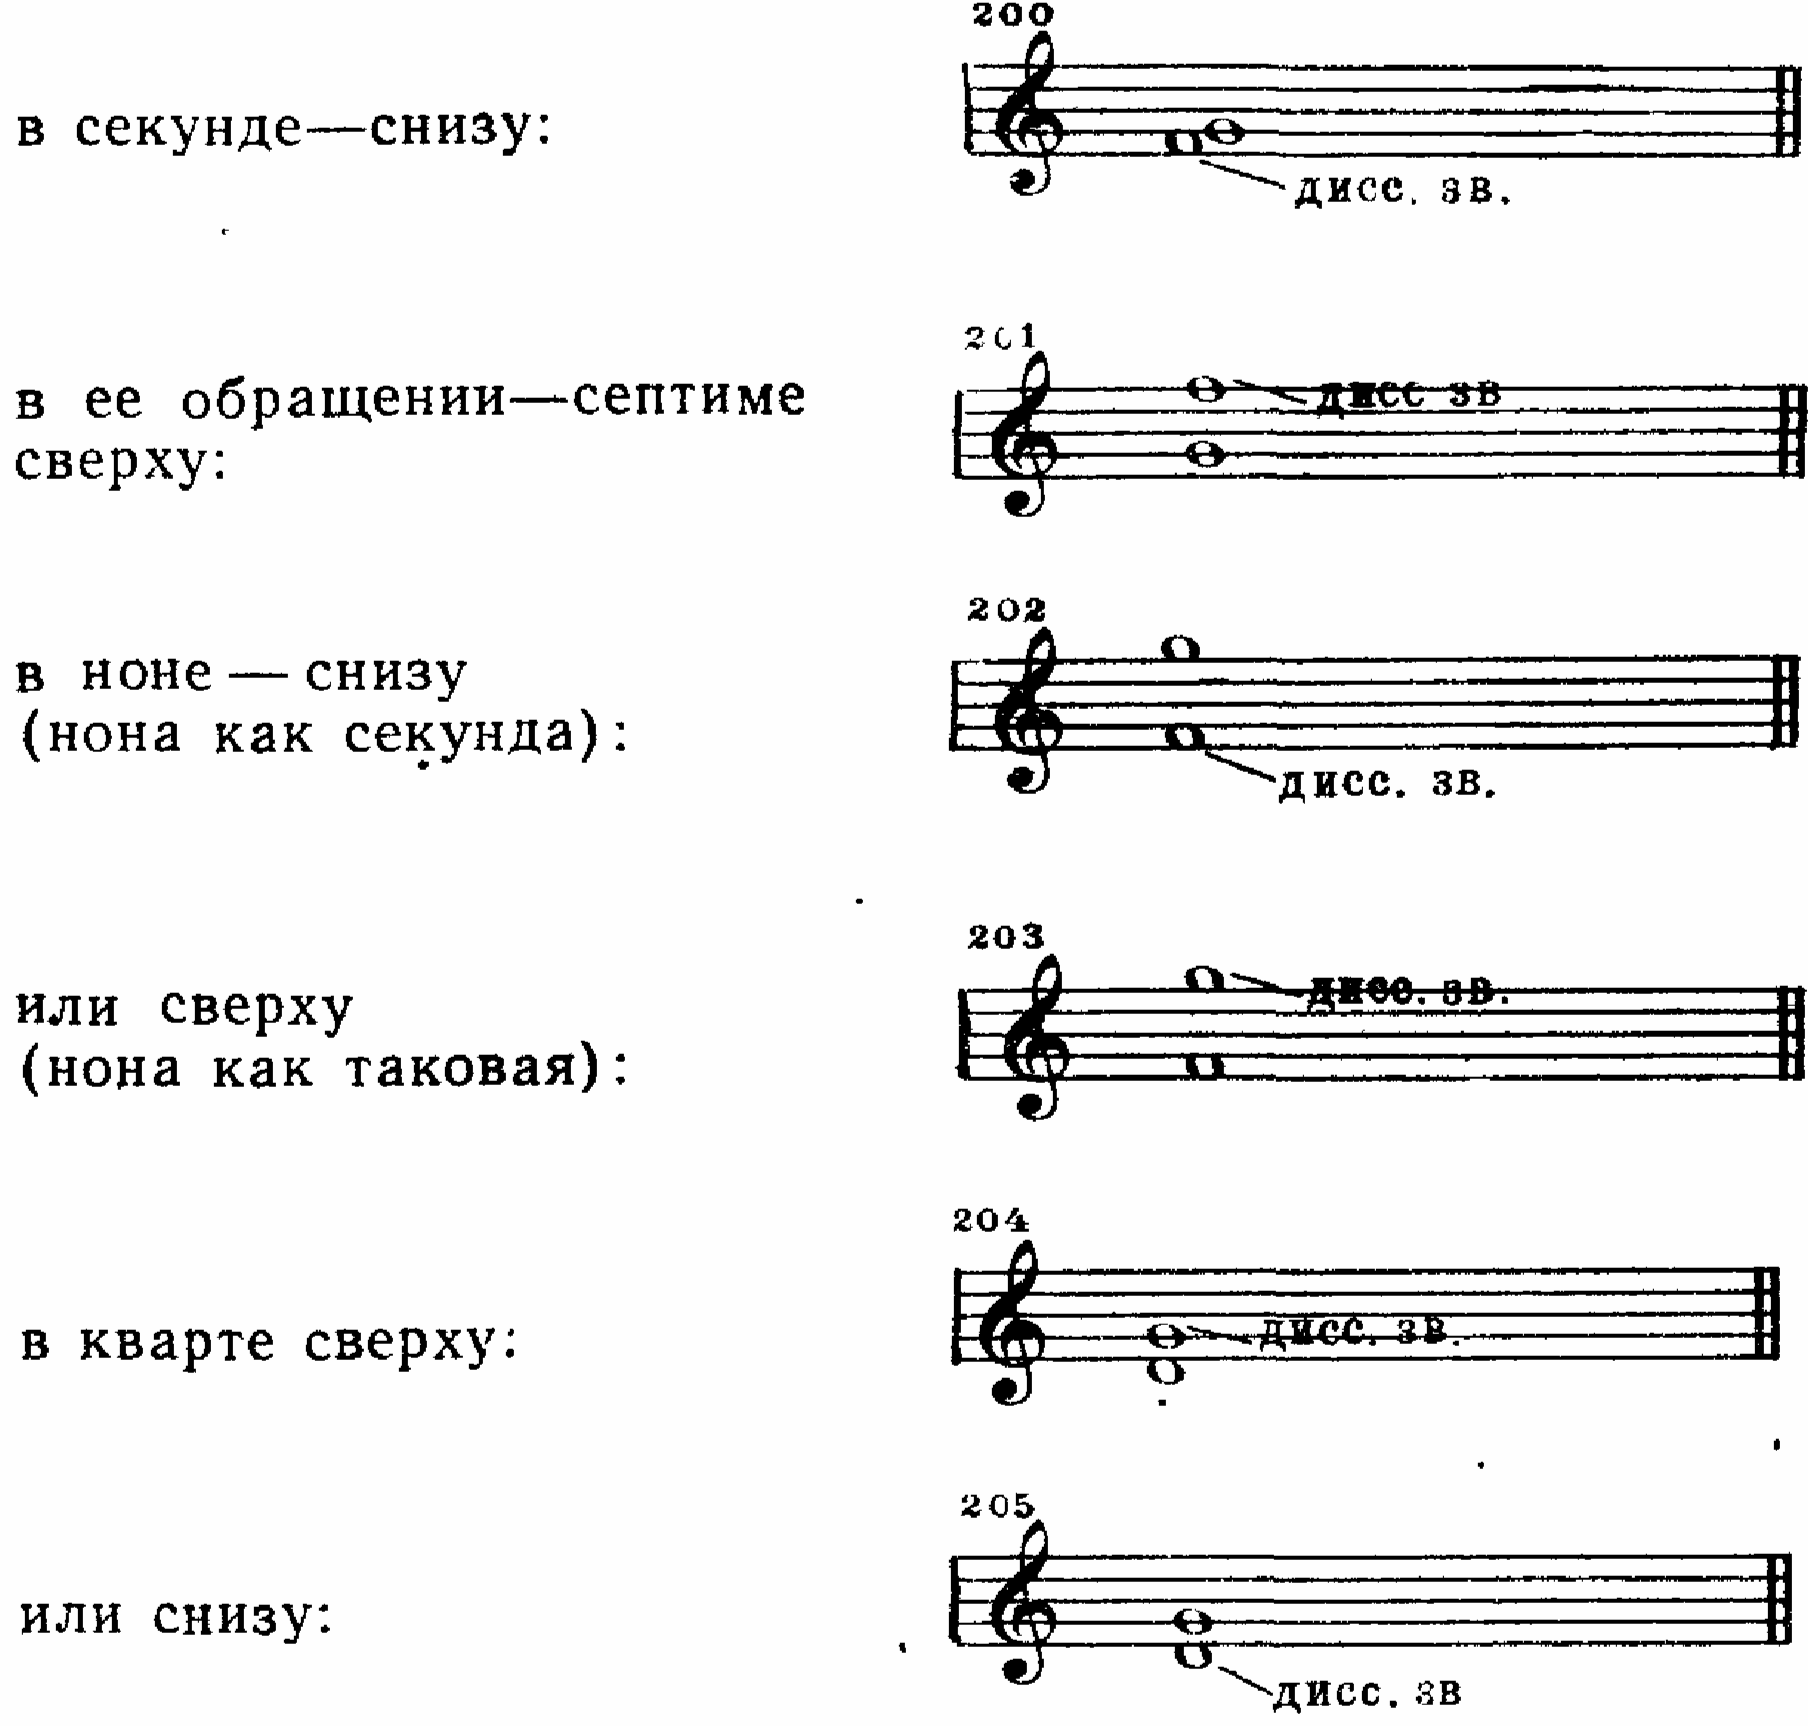 200
в секунде—снизу:
дисс. зв.
201
в ее обращении—септиме
дисс зв
сверху:
202
в ноне — снизу
(нона как секунда):
дисс. зв.
203
или сверху
дисс. зв.
(нона как таковая):
204
в кварте сверху:
дисс. зв.
205
или снизу:
дисс. зв